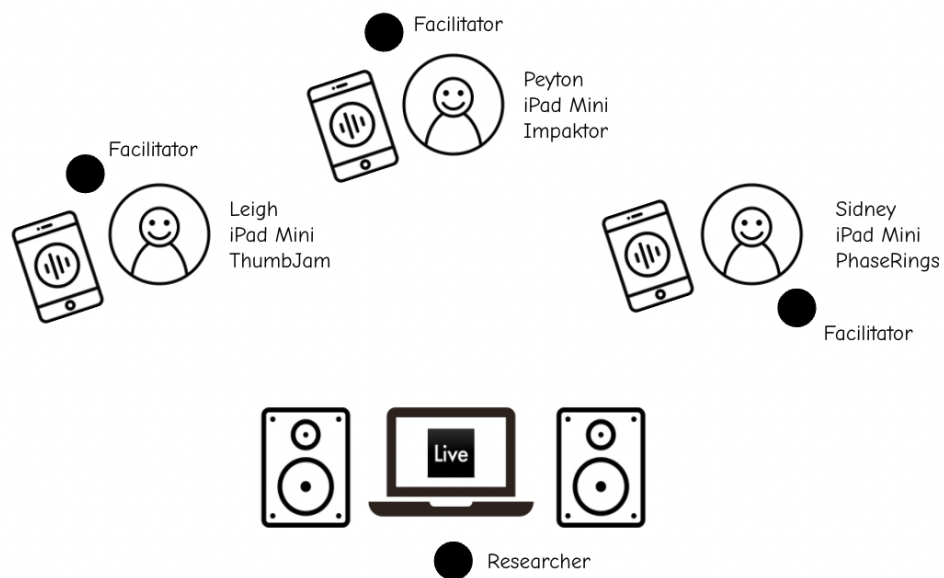 Facilitator
Peyton
iPad Mini
Impaktor
Facilitator
Leigh
iPad Mini
ThumbJam
Sidney
iPad Mini
PhaseRings
Facilitator
Live
Researcher